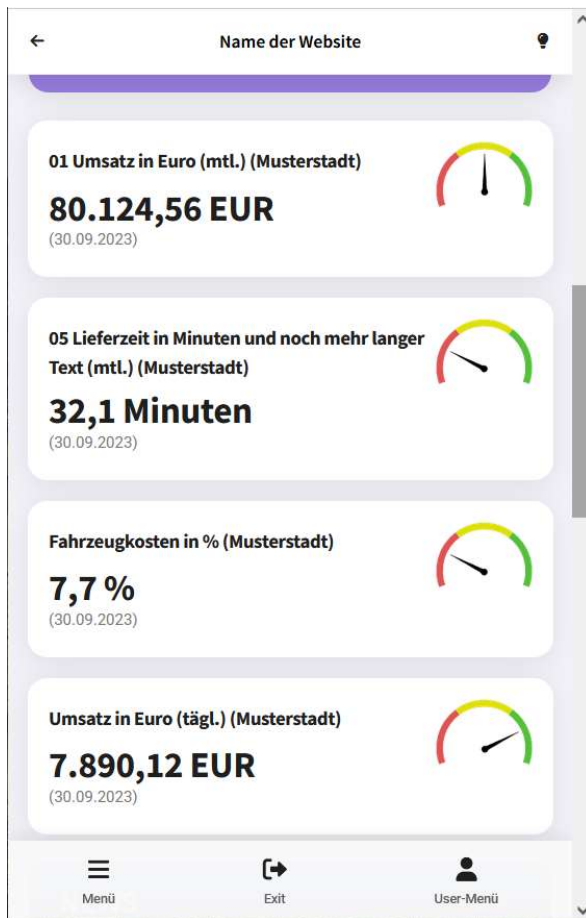 Name der Website
01 Umsatz in Euro (mtl.) (Musterstadt)
80.124,56 EUR
(30.09.2023)
05 Lieferzeit in Minuten und noch mehr langer
Text (mtl.) (Musterstadt)
32,1 Minuten
(30.09.2023)
Fahrzeugkosten in % (Musterstadt)
7,7 %
(30.09.2023)
Umsatz in Euro (tägl.) (Musterstadt)
7.890,12 EUR
(30.09.2023)
Menü
Exit
User-Menü